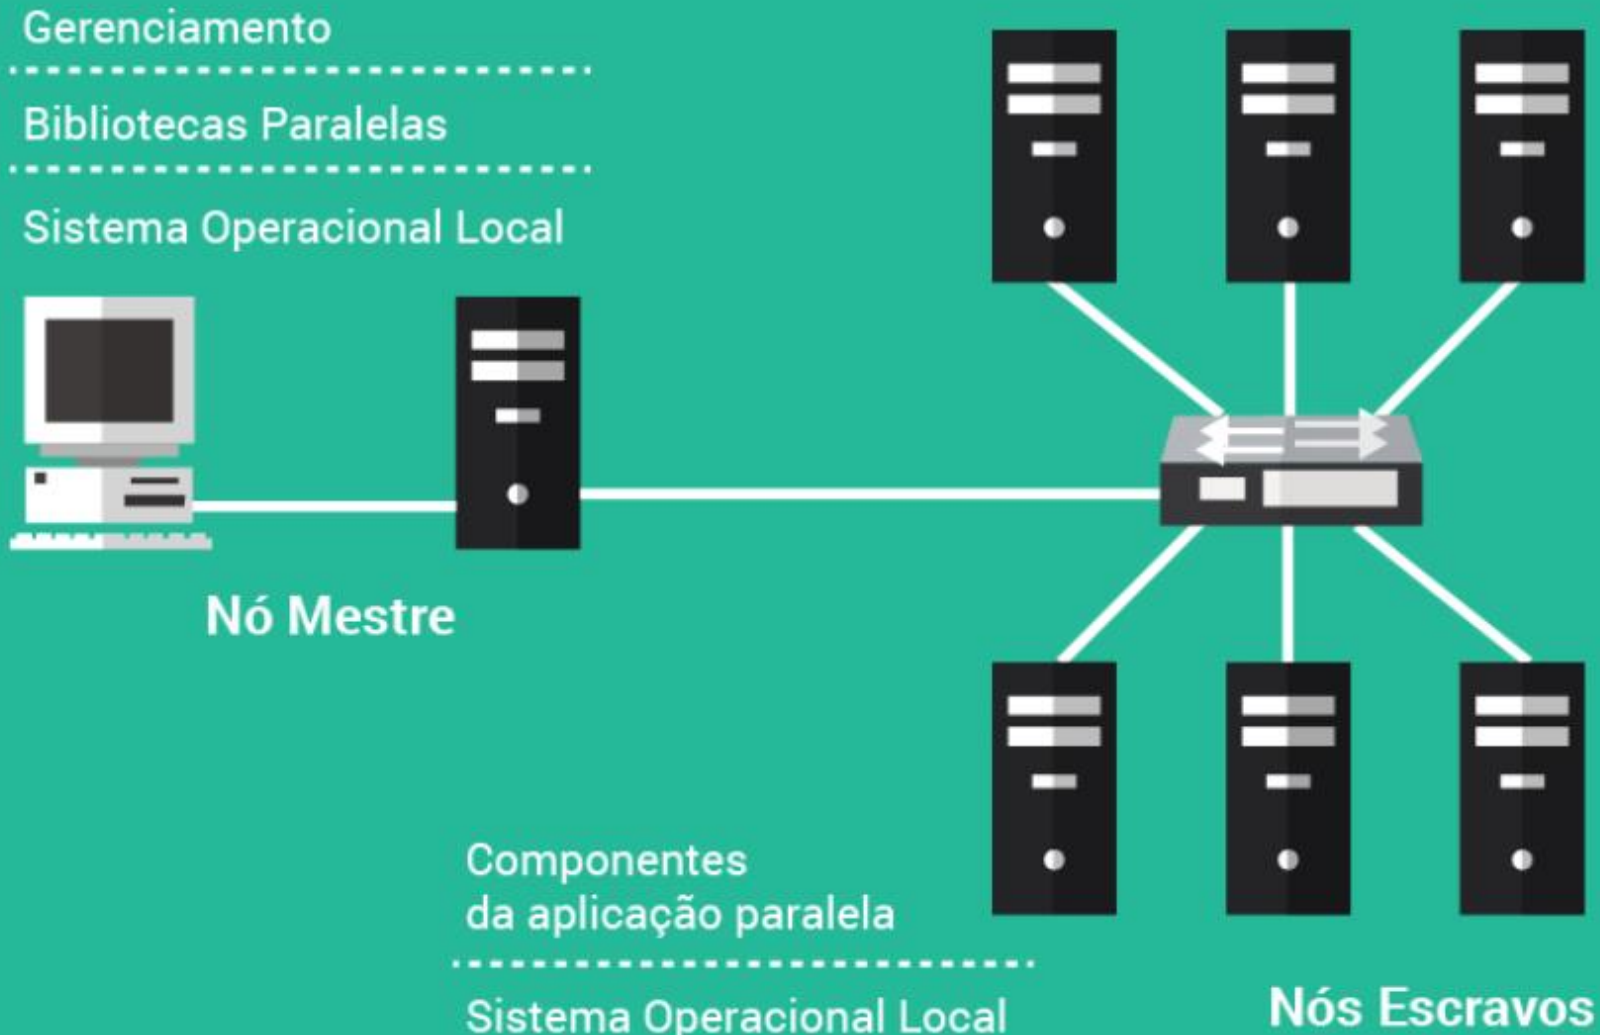 Gerenciamento
Bibliotecas Paralelas
Sistema Operacional Local
Nó Mestre
Componentes
da aplicação paralela
Sistema Operacional Local
Nós Escravos